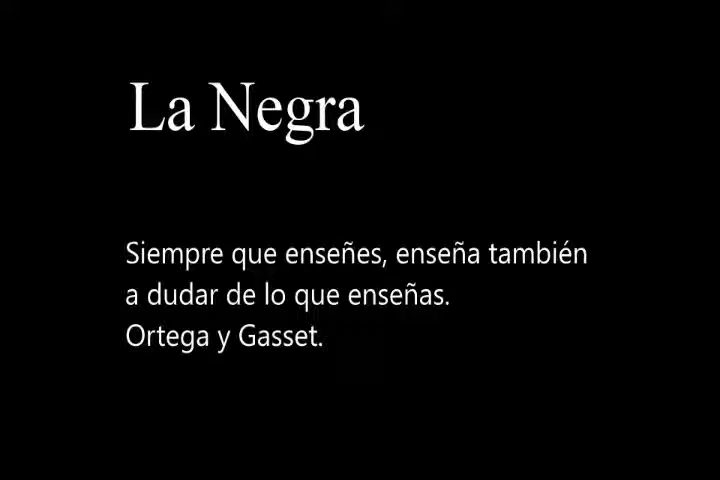 La Negra
Siempre que enseñes, enseña también
a dudar de lo que enseñas.
Ortega y Gasset.